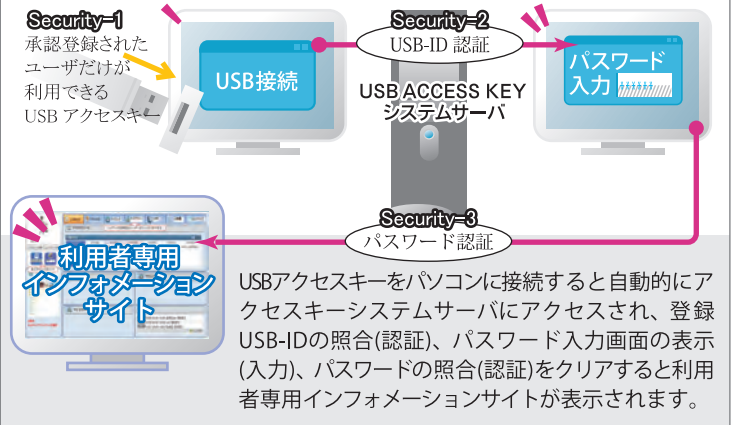 Security-1
承認登録された
ユーザだけが
利用できる
USB アクセスキー
USB接続
Security-2
USB-ID 認証
USB ACCESS KEY
システムサーバ
パスワード
入力
Security-3
パスワード認証
利用者専用
インフォメーション
サイト
USBアクセスキーをパソコンに接続すると自動的にア
クセスキーシステムサーバにアクセスされ、登録
USB-IDの照合(認証)、パスワード入力画面の表示
(入力)、パスワードの照合(認証)をクリアすると利用
者専用インフォメーションサイトが表示されます。